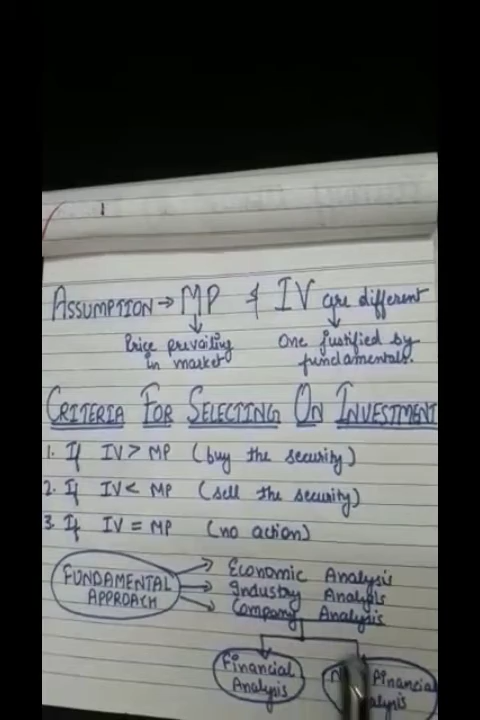 ASSUMPTION → MP & IV are different
Price prevailing One justified by
in market fundamentals.
CRITERIA FOR SELECTING ON INVESTMENT
1. If IV > MP (buy the security)
2. If IV < MP (sell the security)
3. If IV = MP (no action)
FUNDAMENTAL
APPROACH
Economic Analysis
Industry Analysis
Company Analysis
Financial
Analysis
Financial